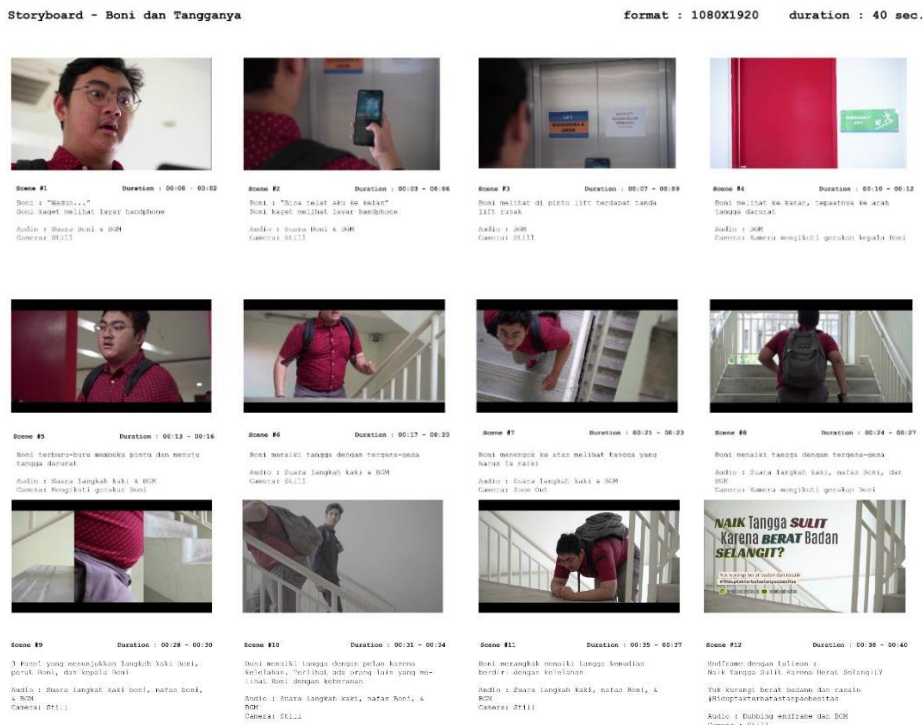 Storyboard - Boni dan Tangganya
format : 1080X1920 duration : 40 sec.
LIFT
Scene #1 Duration : 00:00 - 00:02
Boni : "Waduh..."
Boni kaget melihat layar handphone
Audio : Suara Boni & BGM
Camera: Still
Scene #2 Duration : 00:03 - 00:06
Boni : "Bisa telat aku ke kelas"
Boni kaget melihat layar handphone
Audio : Suara Boni & BGM
Camera: Still
Scene #3 Duration : 00:07 - 00:09
Boni melihat di pintu lift terdapat tanda
lift rusak
Audio : BGM
Camera: Still
Scene #4 Duration : 00:10 - 00:12
Boni melihat ke kanan, tepaatnya ke arah
tangga darurat
Audio : BGM
Camera: Kamera mengikuti gerakan kepala Boni
Scene #5 Duration : 00:13 - 00:16
Boni terburu-buru membuka pintu dan menuju
tangga darurat
Audio : Suara langkah kaki & BGM
Camera: Mengikuti gerakan Boni
Scene #6 Duration : 00:17 - 00:20
Boni menaiki tangga dengan tergesa-gesa
Audio : Suara langkah kaki & BGM
Camera: Still
Scene #7 Duration : 00:21 - 00:23
Boni menengok ke atas melihat tangga yang
harus ia naiki
Audio : Suara langkah kaki & BGM
Camera: Zoom Out
Scene #8 Duration : 00:24 - 00:27
Boni menaiki tangga dengan tergesa-gesa
Audio : Suara langkah kaki, nafas Boni, dan
BGM
Camera: Kamera mengikuti gerakan Boni
NAIK Tangga SULIT
Karena BERAT Badan
SELANGIT?
Yuk kurangi berat badan dan rasain
#Hiduptakterbatastanpaobesitas
Scene #9 Duration : 00:28 - 00:30
3 Panel yang menunjukkan langkah kaki Boni,
perut Boni, dan kepala Boni
Audio : Suara langkah kaki boni, nafas boni,
& BGM
Camera: Still
Scene #10 Duration : 00:31 - 00:34
Boni menaiki tangga dengan pelan karena
kelelahan, Terlihat ada orang lain yang me-
lihat Boni dengan keheranan
Audio : Suara langkah kaki, nafas Boni, &
BGM
Camera: Still
Scene #11 Duration : 00:35 - 00:37
Boni merangkak menaiki tangga kemudian
berdiri dengan kelelahan
Audio : Suara langkah kaki, nafas Boni, &
BGM
Camera: Still
Scene #12 Duration : 00:38 - 00:40
Endframe dengan tulisan :
Naik Tangga Sulit Karena Berat Selangit?
Yuk kurangi berat badann dan rasain
#Hiduptakterbatastanpaobesitas
Audio : Dubbing endframe dan BGM
Camera : Still